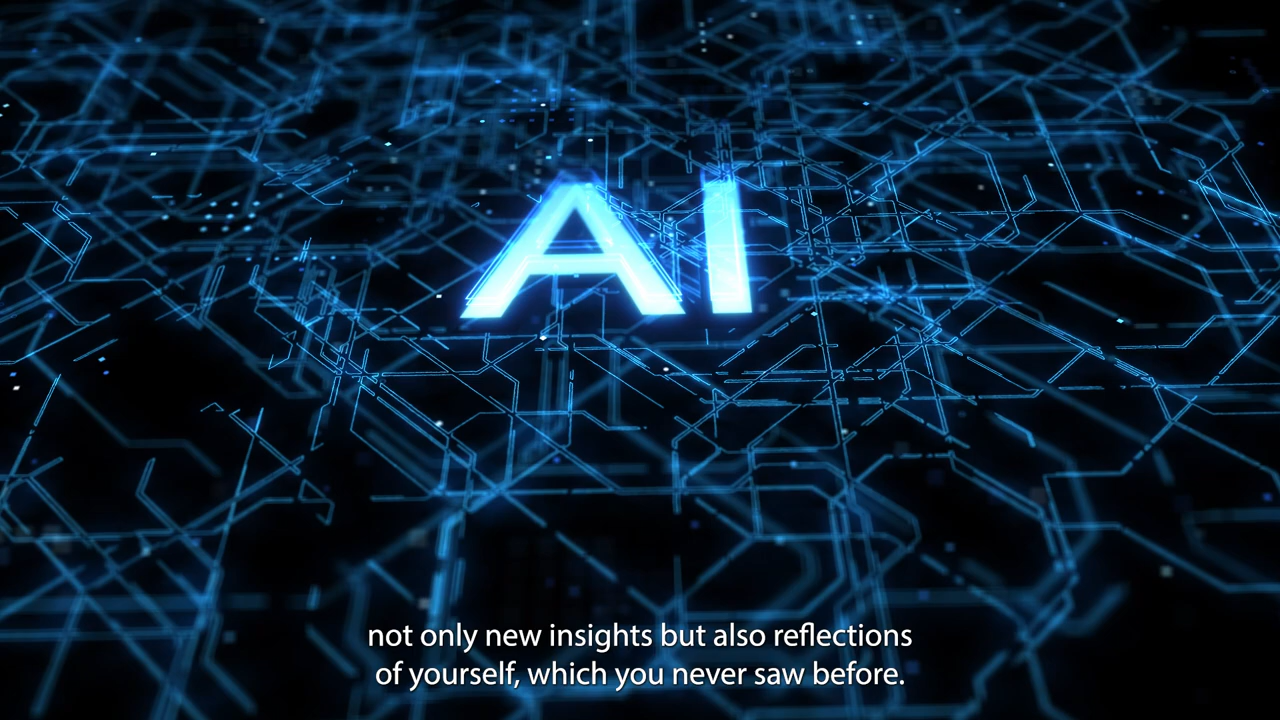 AI
not only new insights but also reflections
of yourself, which you never saw before.